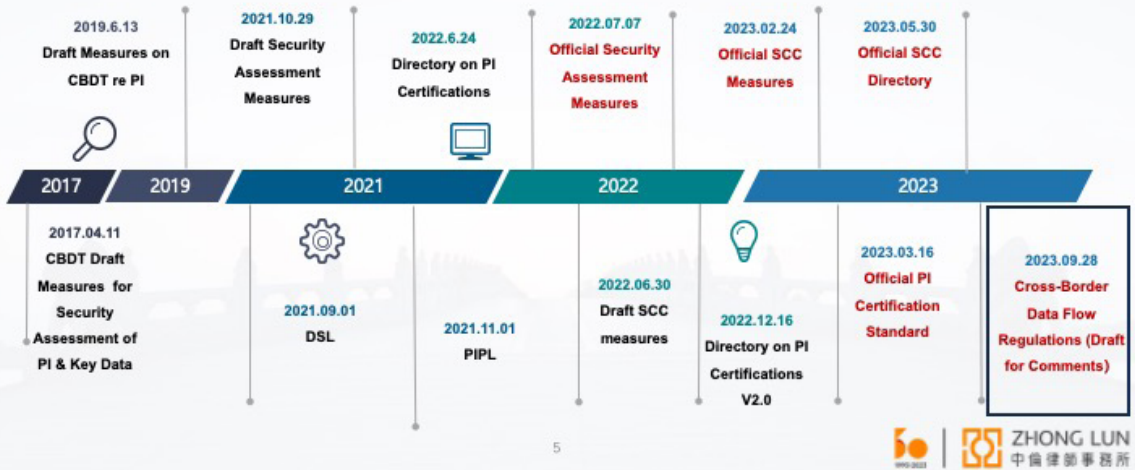 2019.6.13
Draft Measures on
CBDT re PI
2021.10.29
Draft Security
Assessment
Measures
2022.6.24
Directory on PI
Certifications
2022.07.07
Official Security
Assessment
Measures
2023.02.24
Official SCC
Measures
2023.05.30
Official SCC
Directory
2017
2019
2021
2022
2023
2017.04.11
CBDT Draft
Measures for
Security
Assessment of
PI & Key Data
2021.09.01
DSL
2021.11.01
PIPL
2022.06.30
Draft SCC
measures
2022.12.16
Directory on PI
Certifications
V2.0
2023.03.16
Official PI
Certification
Standard
2023.09.28
Cross-Border
Data Flow
Regulations (Draft
for Comments)
5
ZHONG LUN
中倫律師事務所